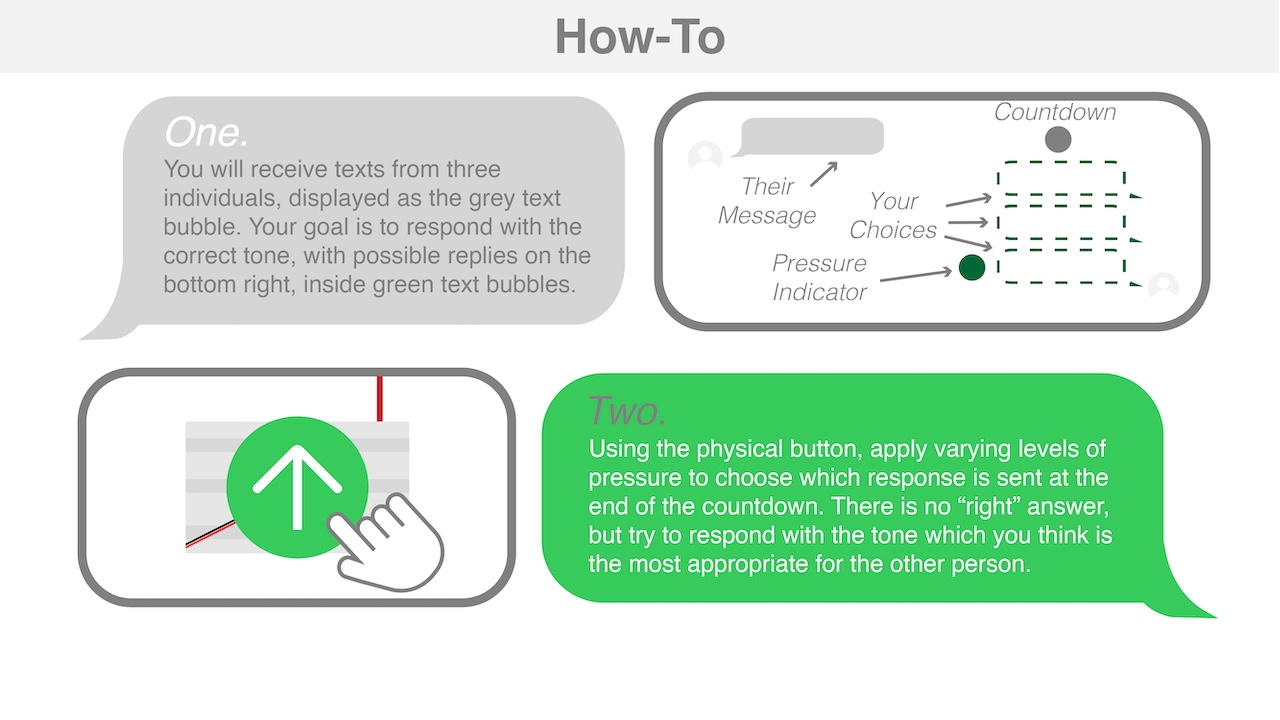 How-To
One.
You will receive texts from three
individuals, displayed as the grey text
bubble. Your goal is to respond with the
correct tone, with possible replies on the
bottom right, inside green text bubbles.
Countdown
Their
Message
Your
Choices
Pressure
Indicator
Two.
Using the physical button, apply varying levels of
pressure to choose which response is sent at the
end of the countdown. There is no “right” answer,
but try to respond with the tone which you think is
the most appropriate for the other person.